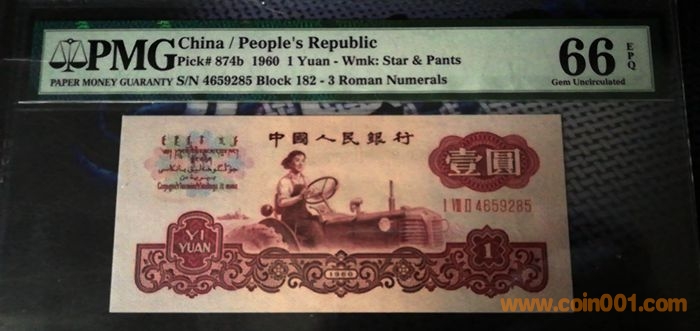 PMG
PAPER MONEY GUARANTY
China / People's Republic
Pick# 874b 1960 1 Yuan - Wmk: Star & Pants
S/N 4659285 Block 182 - 3 Roman Numerals
66 EPQ
Gem Uncirculated
中國人民銀行
壹圓
I VIII II 4659285
YI
YUAN
1960
1
www.coin001.com